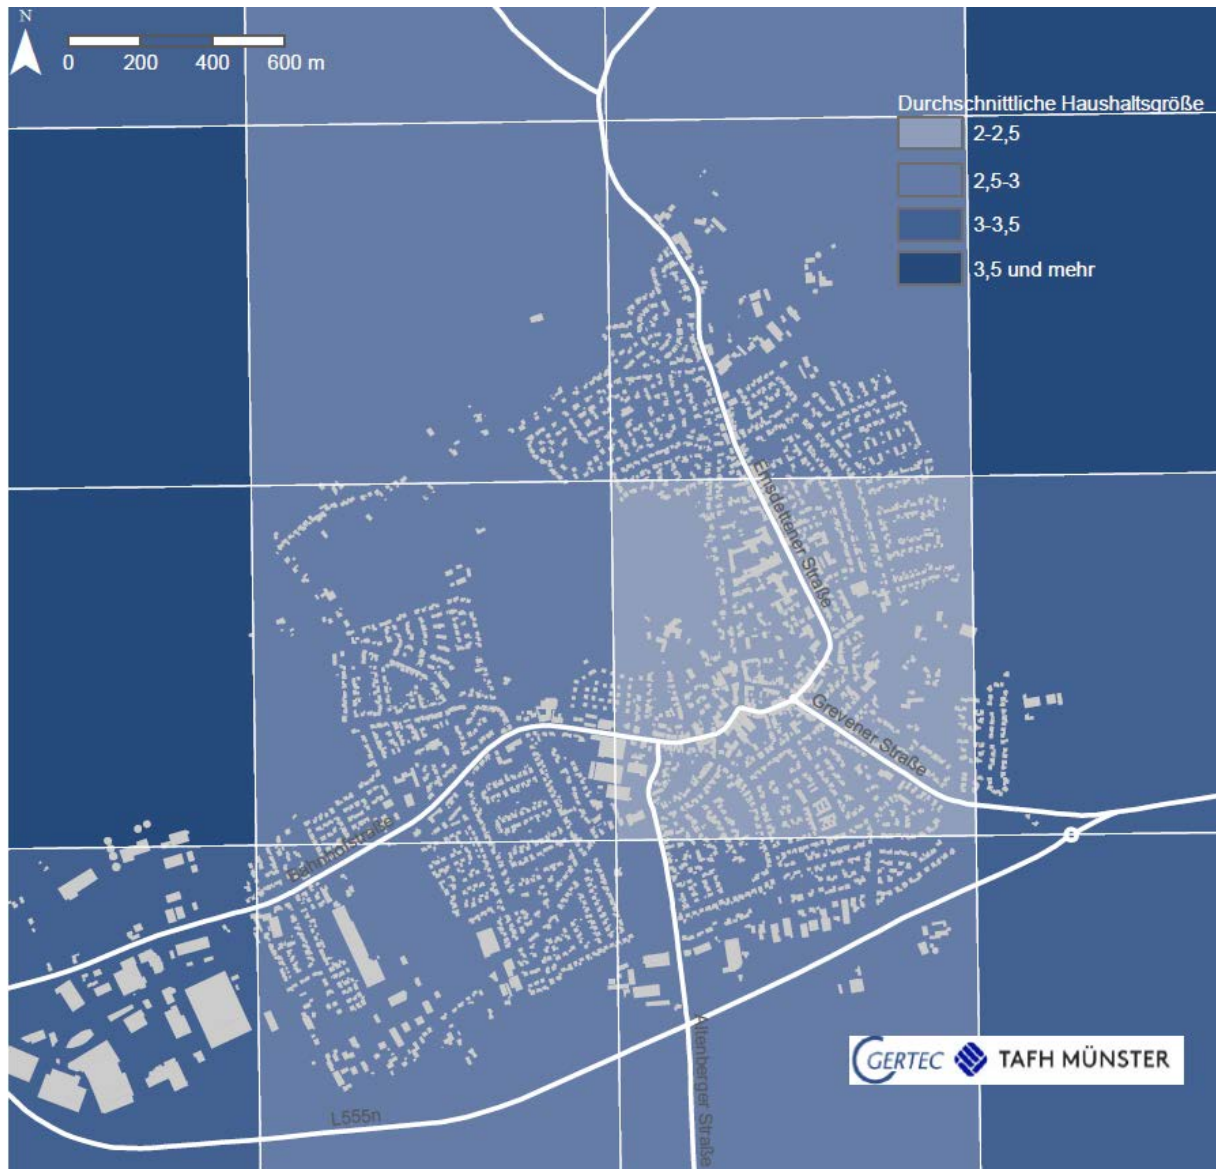 N
0 200 400 600 m
Durchschnittliche Haushaltsgröße
2-2,5
2,5-3
3-3,5
3,5 und mehr
Emsdettener Straße
Grevener Straße
Bahnhofstraße
Altenberger Straße
L555n
GERTEC TAFH MÜNSTER